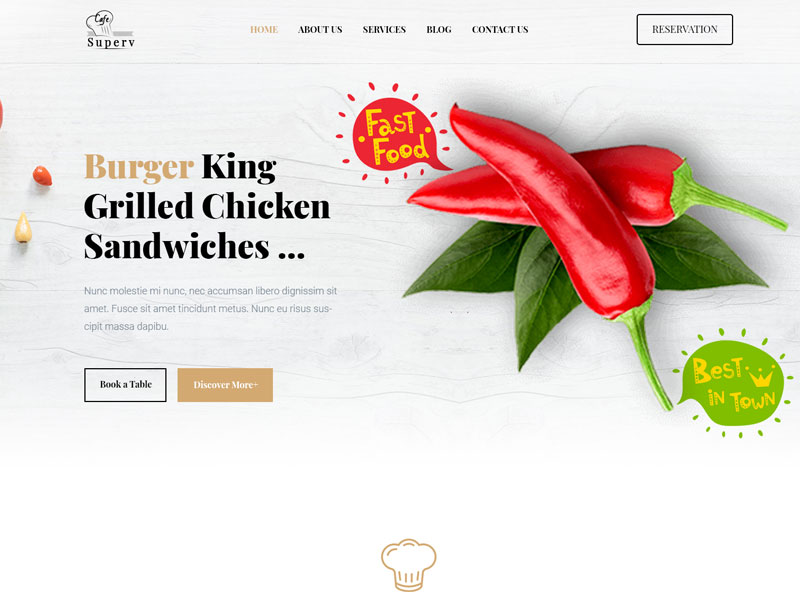 Cafe
Superv
HOME ABOUT US SERVICES BLOG CONTACT US
RESERVATION
FAST
FOOD
Burger King
Grilled Chicken
Sandwiches ...
Nunc molestie mi nunc, nec accumsan libero dignissim sit
amet. Fusce sit amet tincidunt metus. Nunc eu risus sus-
cipit massa dapibu.
Book a Table
Discover More+
BEST
iN TOWN